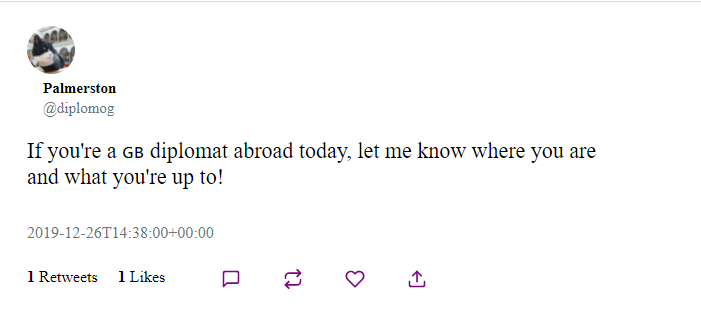 Palmerston
@diplomog
If you're a GB diplomat abroad today, let me know where you are
and what you're up to!
2019-12-26T14:38:00+00:00
1 Retweets 1 Likes